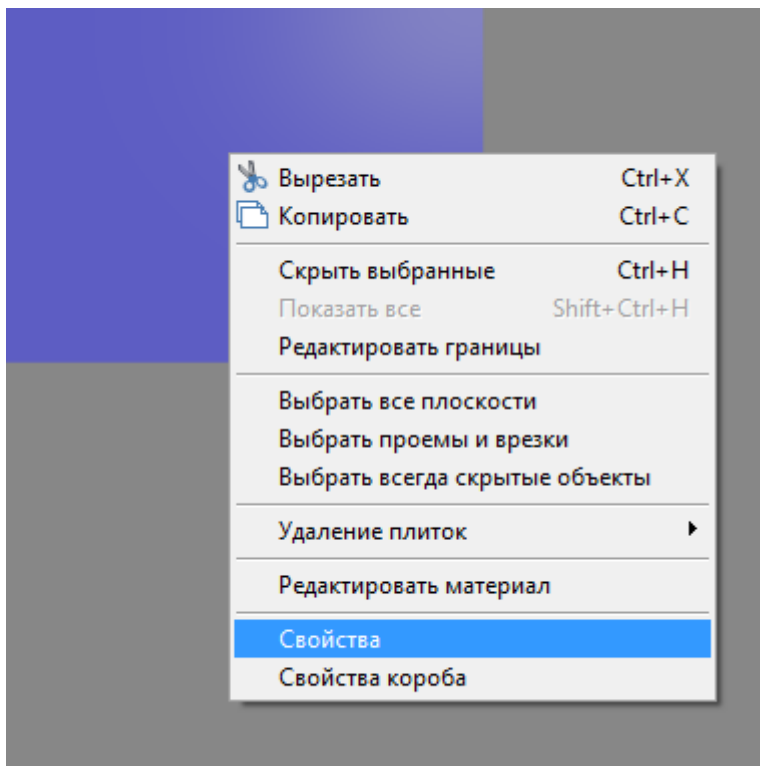 Вырезать Ctrl+X
Копировать Ctrl+C
Скрыть выбранные Ctrl+H
Показать все Shift+Ctrl+H
Редактировать границы
Выбрать все плоскости
Выбрать проемы и врезки
Выбрать всегда скрытые объекты
Удаление плиток
Редактировать материал
Свойства
Свойства короба